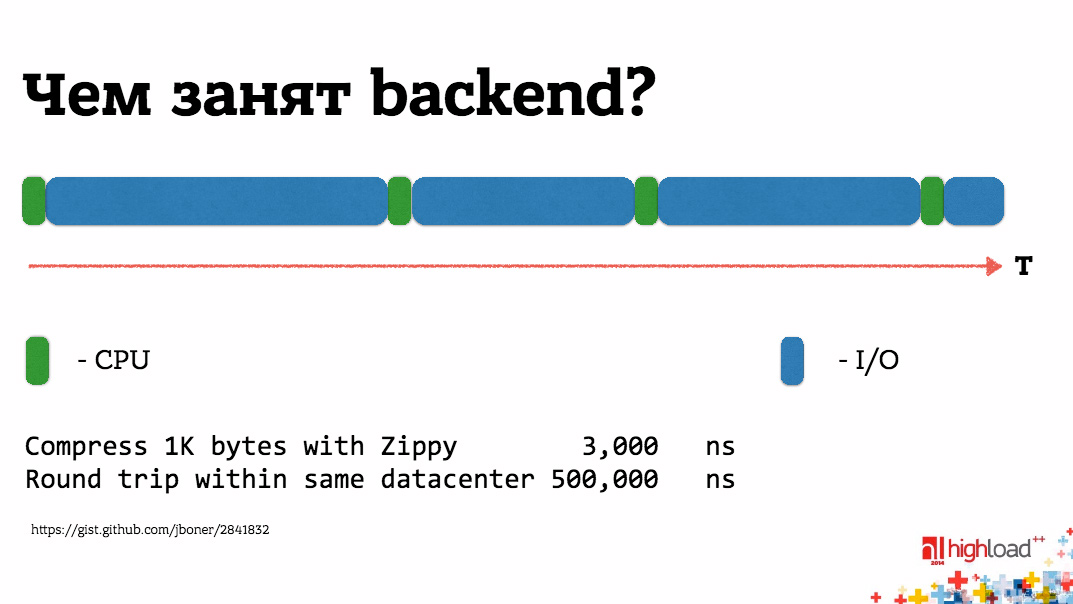 Чем занят backend?
T
- CPU
- I/O
Compress 1K bytes with Zippy 3,000 ns
Round trip within same datacenter 500,000 ns
https://gist.github.com/jboner/2841832
highload++
2014